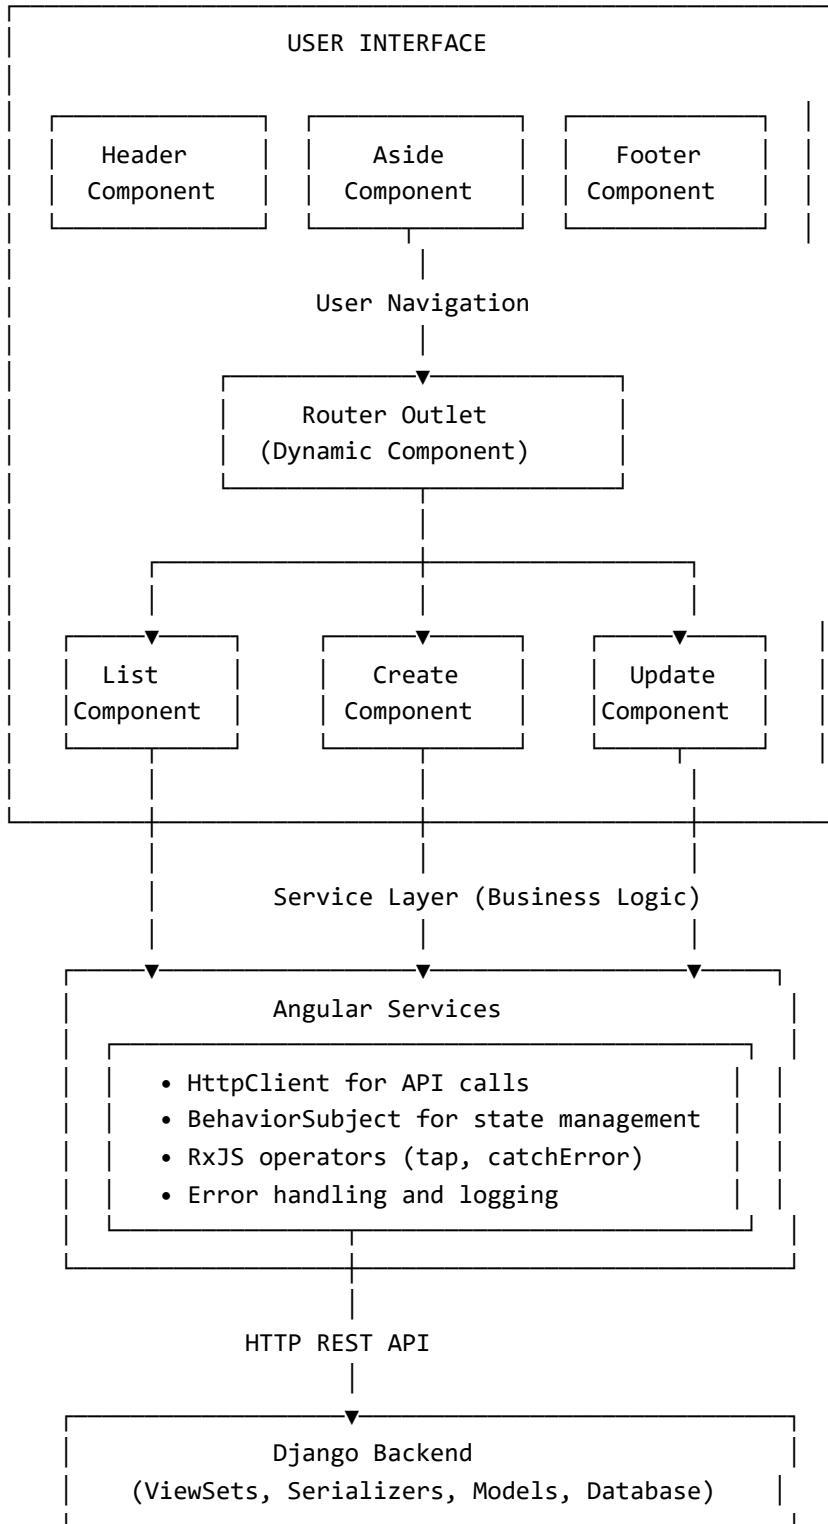 USER INTERFACE
Header Aside Footer
Component Component Component
User Navigation
Router Outlet
(Dynamic Component)
List Create Update
Component Component Component
Service Layer (Business Logic)
Angular Services
• HttpClient for API calls
• BehaviorSubject for state management
• RxJS operators (tap, catchError)
• Error handling and logging
HTTP REST API
Django Backend
(ViewSets, Serializers, Models, Database)